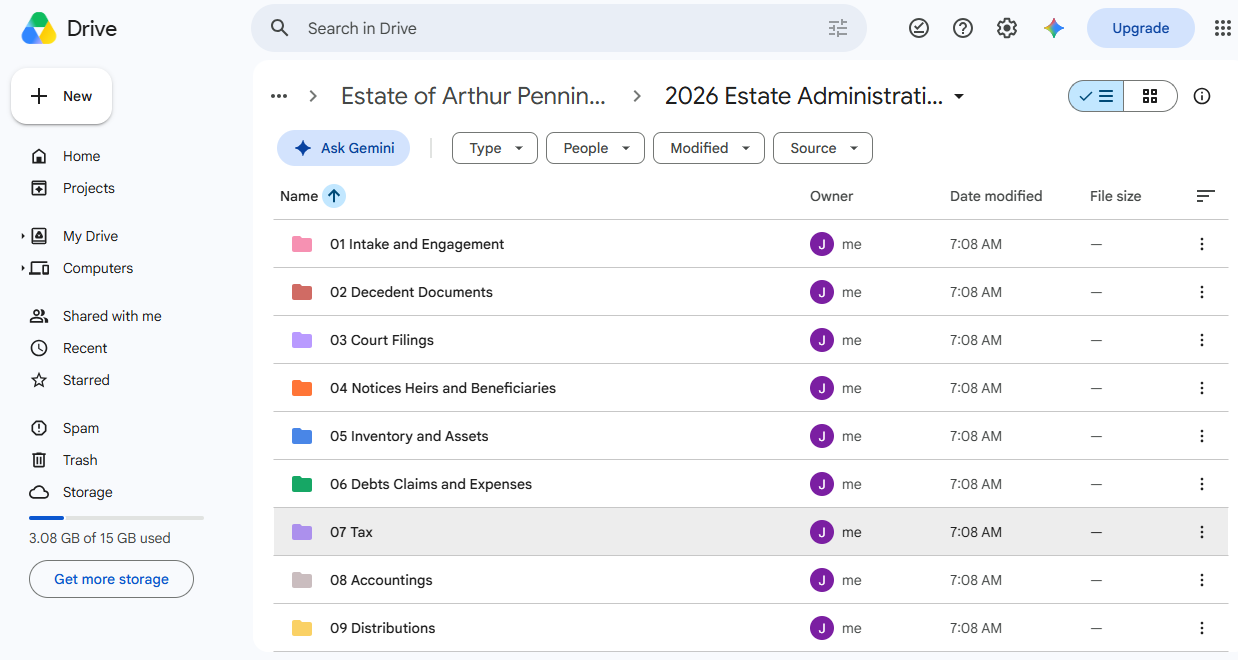 Drive
Search in Drive
Upgrade
New
Home
Projects
My Drive
Computers
Shared with me
Recent
Starred
Spam
Trash
Storage
3.08 GB of 15 GB used
Get more storage
Estate of Arthur Pennin...
2026 Estate Administrati...
Ask Gemini
Type
People
Modified
Source
Name Owner Date modified File size
01 Intake and Engagement J me 7:08 AM —
02 Decedent Documents J me 7:08 AM —
03 Court Filings J me 7:08 AM —
04 Notices Heirs and Beneficiaries J me 7:08 AM —
05 Inventory and Assets J me 7:08 AM —
06 Debts Claims and Expenses J me 7:08 AM —
07 Tax J me 7:08 AM —
08 Accountings J me 7:08 AM —
09 Distributions J me 7:08 AM —